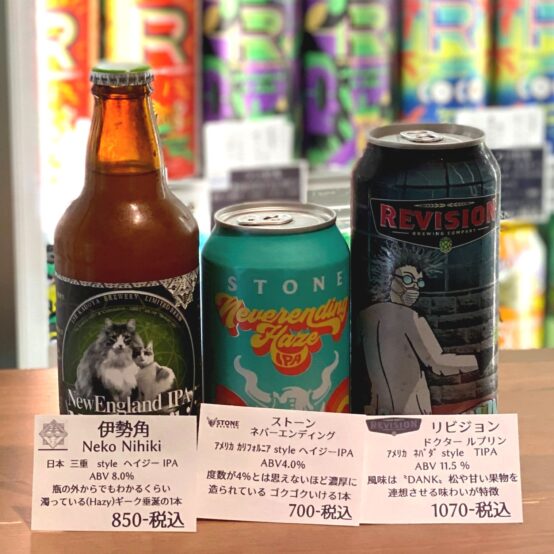 NewEngland IPA
STONE
Neverending
Haze
IPA
REVISION
BREWING COMPANY
伊勢角
Neko Nihiki
日本 三重 style ヘイジーIPA
ABV 8.0%
瓶の外からでもわかるくらい
濁っている(Hazy)ギーク垂涎の1本
850-税込
STONE
ストーン
ネバーエンディング
アメリカ カリフォルニア style ヘイジーIPA
ABV4.0%
度数が4%とは思えないほど濃厚に
造られている ゴクゴクいける1本
700-税込
REVISION
リビジョン
ドクター ルプリン
アメリカ ネバダ style TIPA
ABV 11.5 %
風味は〝DANK〟松や甘い果物を
連想させる味わいが特徴
1070-税込